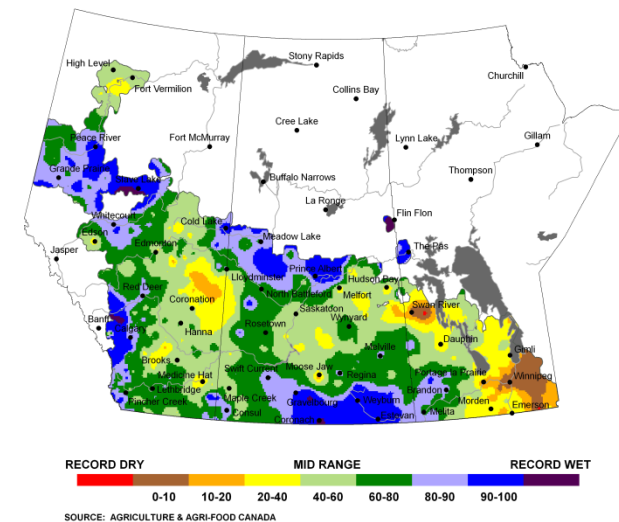 Stony Rapids
High Level
Churchill
Fort Vermilion
Collins Bay
Cree Lake
Peace River
Fort McMurray
Lynn Lake
Gillam
Grande Prairie
Slave Lake
Buffalo Narrows
Thompson
La Ronge
Whitecourt
Cold Lake
Flin Flon
Edson
Meadow Lake
The Pas
Jasper
Edmonton
Lloydminster
Prince Albert
Hudson Bay
Red Deer
North Battleford
Melfort
Coronation
Saskatoon
Swan River
Banff
Calgary
Hanna
Rosetown
Wynyard
Dauphin
Gimli
Brooks
Melville
Medicine Hat
Swift Current
Moose Jaw
Regina
Portage la Prairie
Winnipeg
Lethbridge
Maple Creek
Gravelbourg
Weyburn
Brandon
Pincher Creek
Consul
Coronach
Estevan
Melita
Morden
Emerson
RECORD DRY MID RANGE RECORD WET
0-10 10-20 20-40 40-60 60-80 80-90 90-100
SOURCE: AGRICULTURE & AGRI-FOOD CANADA